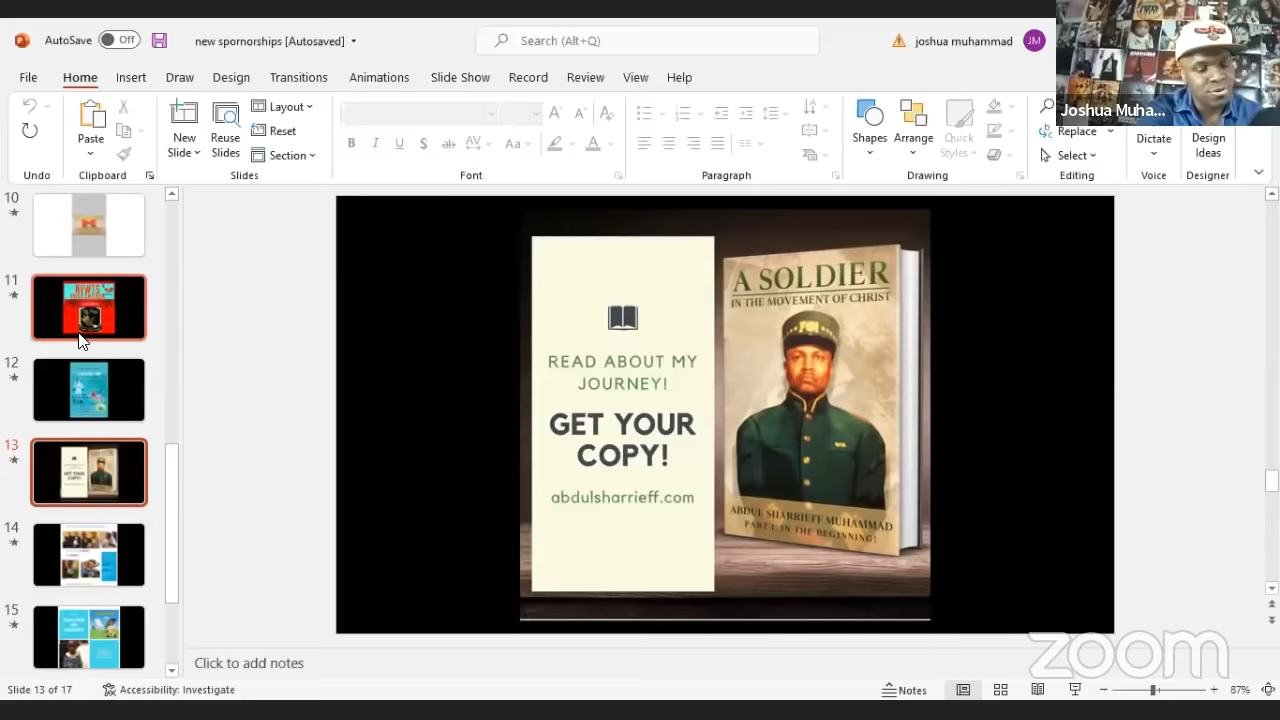 AutoSave
Off
new spornorships [Autosaved]
Search (Alt+Q)
joshua muhammad
JM
Joshua Muha...
File Home Insert Draw Design Transitions Animations Slide Show Record Review View Help
Paste
New
Slide
Reuse
Slides
Layout
Reset
Section
B I U S ab AV Aa A
Shapes
Arrange
Quick
Styles
Replace
Select
Dictate
Design
Ideas
Undo Clipboard Slides Font Paragraph Drawing Editing Voice Designer
10
11
12
13
14
15
READ ABOUT MY
JOURNEY!
GET YOUR
COPY!
abdulsharrieff.com
A SOLDIER
IN THE MOVEMENT OF CHRIST
FOI
ABDUL SHARRIEFF MUHAMMAD
PART 1: IN THE BEGINNING!
Click to add notes
zoom
Slide 13 of 17
Accessibility: Investigate
Notes
87%